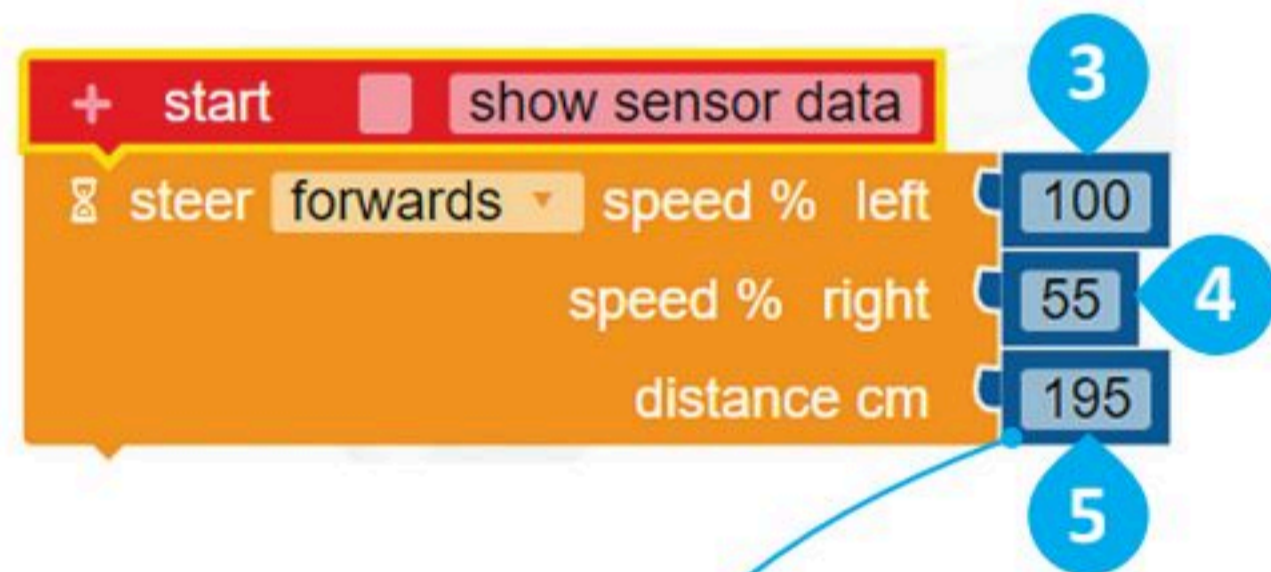 3
+ start show sensor data
steer forwards speed % left 100
speed % right 55 4
distance cm 195
5